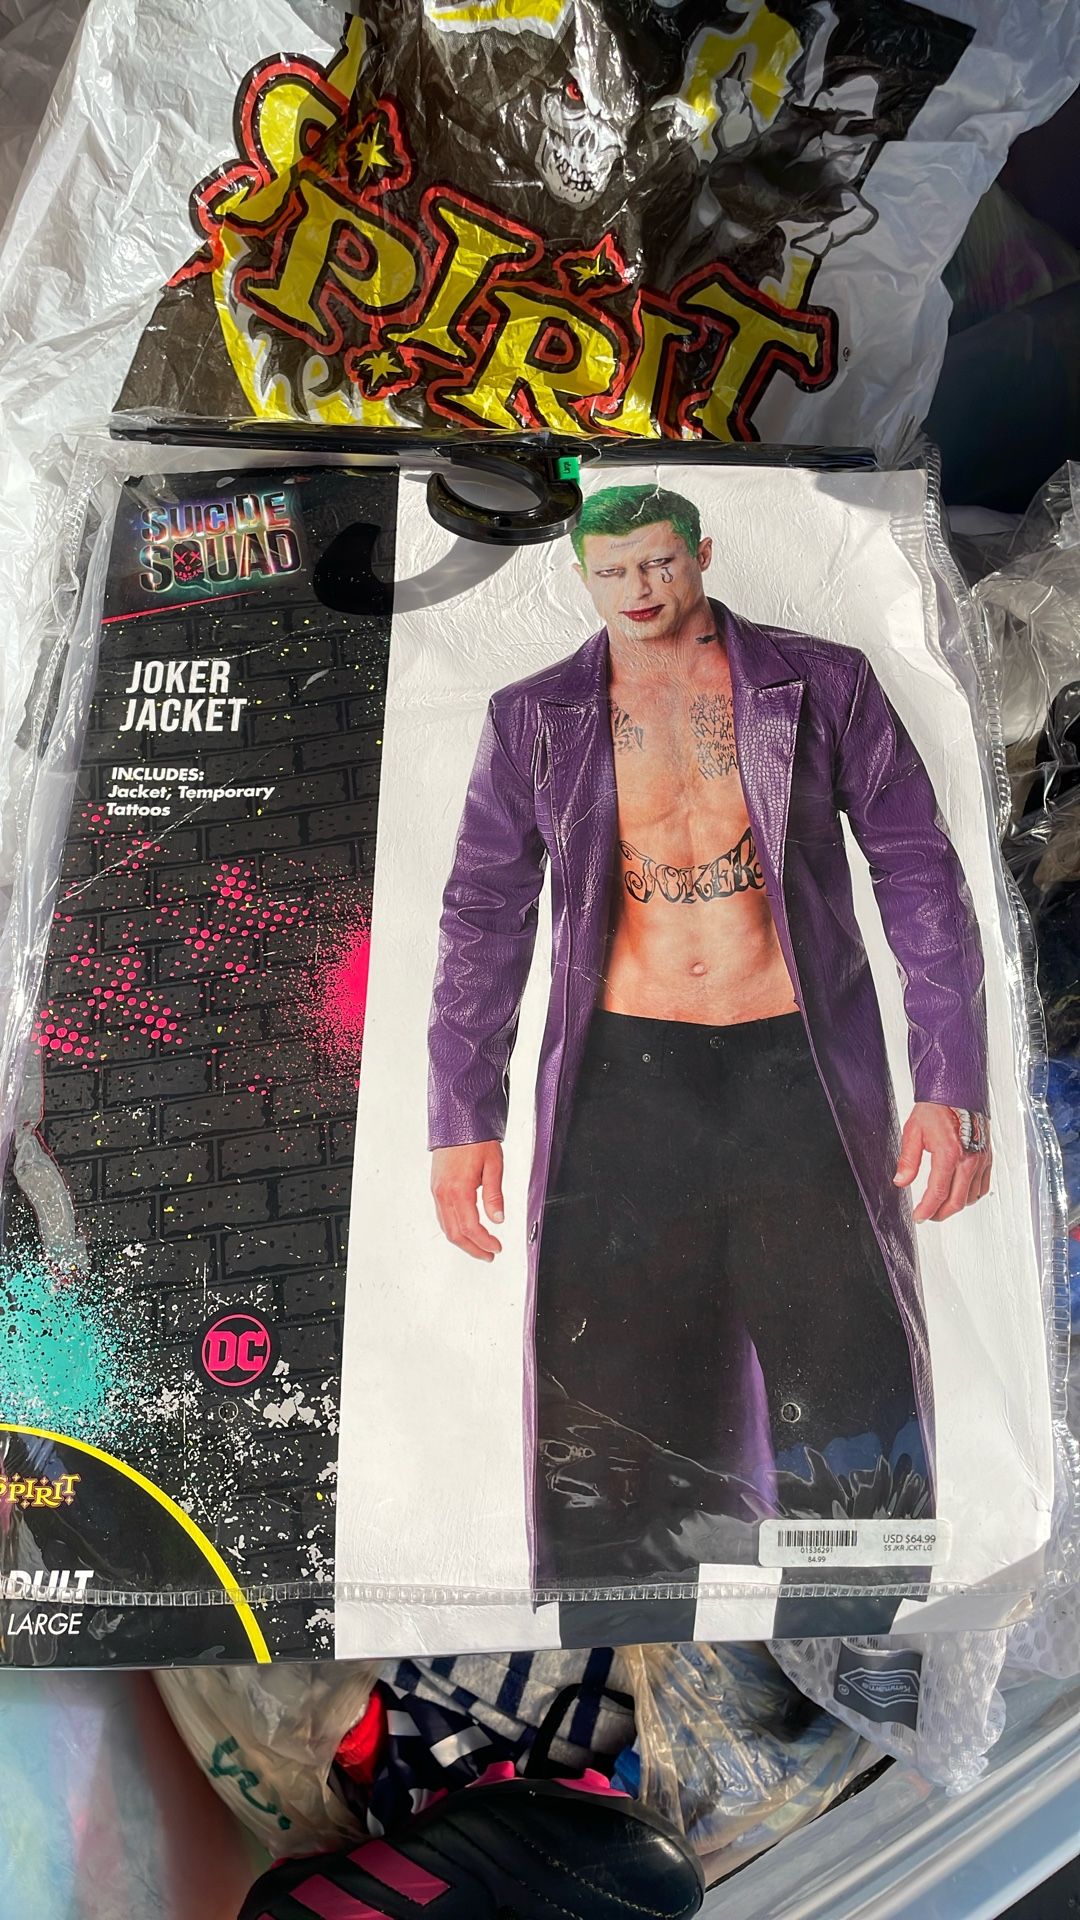 SPIRIT
SUICIDE
SQUAD
JOKER
JACKET
INCLUDES:
Jacket, Temporary
Tattoos
JOKER
DC
SPIRIT
DULT
LARGE
USD $64.99
SS JKR JCKT LG
01536291
84.99